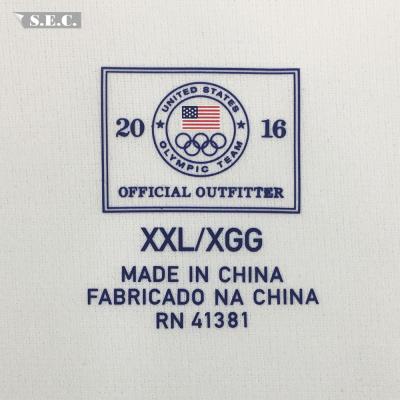 S.E.C.
UNITED STATES
20 16
OLYMPIC TEAM
OFFICIAL OUTFITTER
XXL/XGG
MADE IN CHINA
FABRICADO NA CHINA
RN 41381